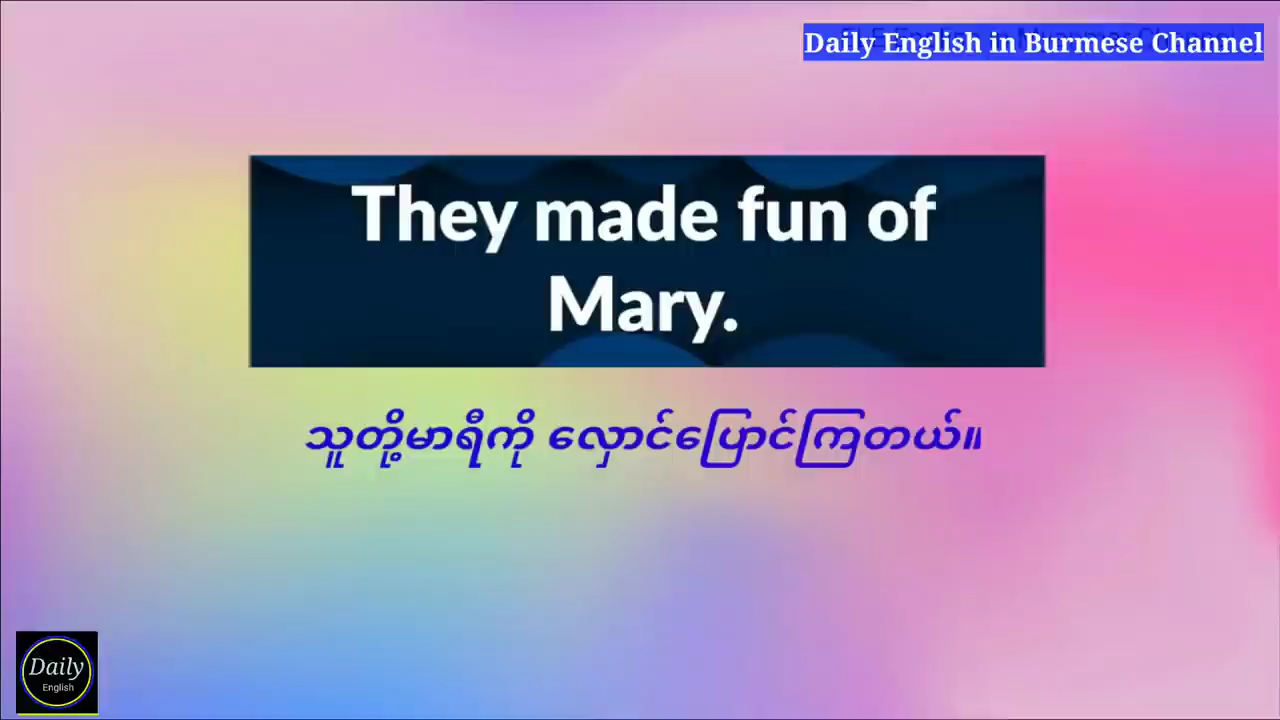 Daily English in Burmese Channel
They made fun of
Mary.
သူတို့မာရီကို လှောင်ပြောင်ကြတယ်။
Daily
English